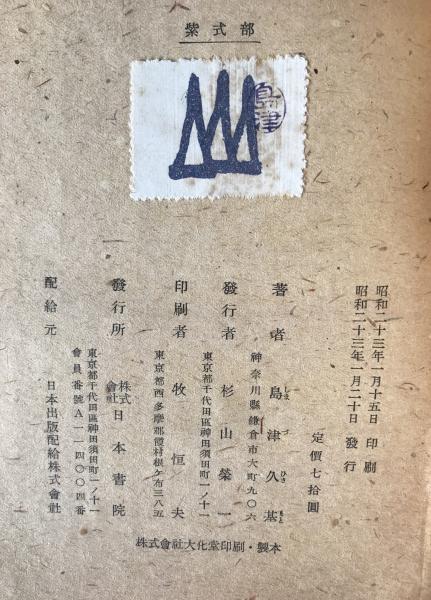 紫式部
島津
昭和二十三年一月十五日 印刷
昭和二十三年一月二十日 發行
定價七拾圓
著者 島津久基
しま づ ひさ もと
神奈川縣鎌倉市大町九〇六
發行者 杉山榮一
東京都千代田區神田須田町一ノ十一
印刷者 牧恒夫
東京都西多摩郡霞村根ケ布三八五
發行所 株式會社 日本書院
東京都千代田區神田須田町一ノ十一
會員番號A一一四〇〇四番
配給元 日本出版配給株式會社
株式會社大化堂印刷・製本